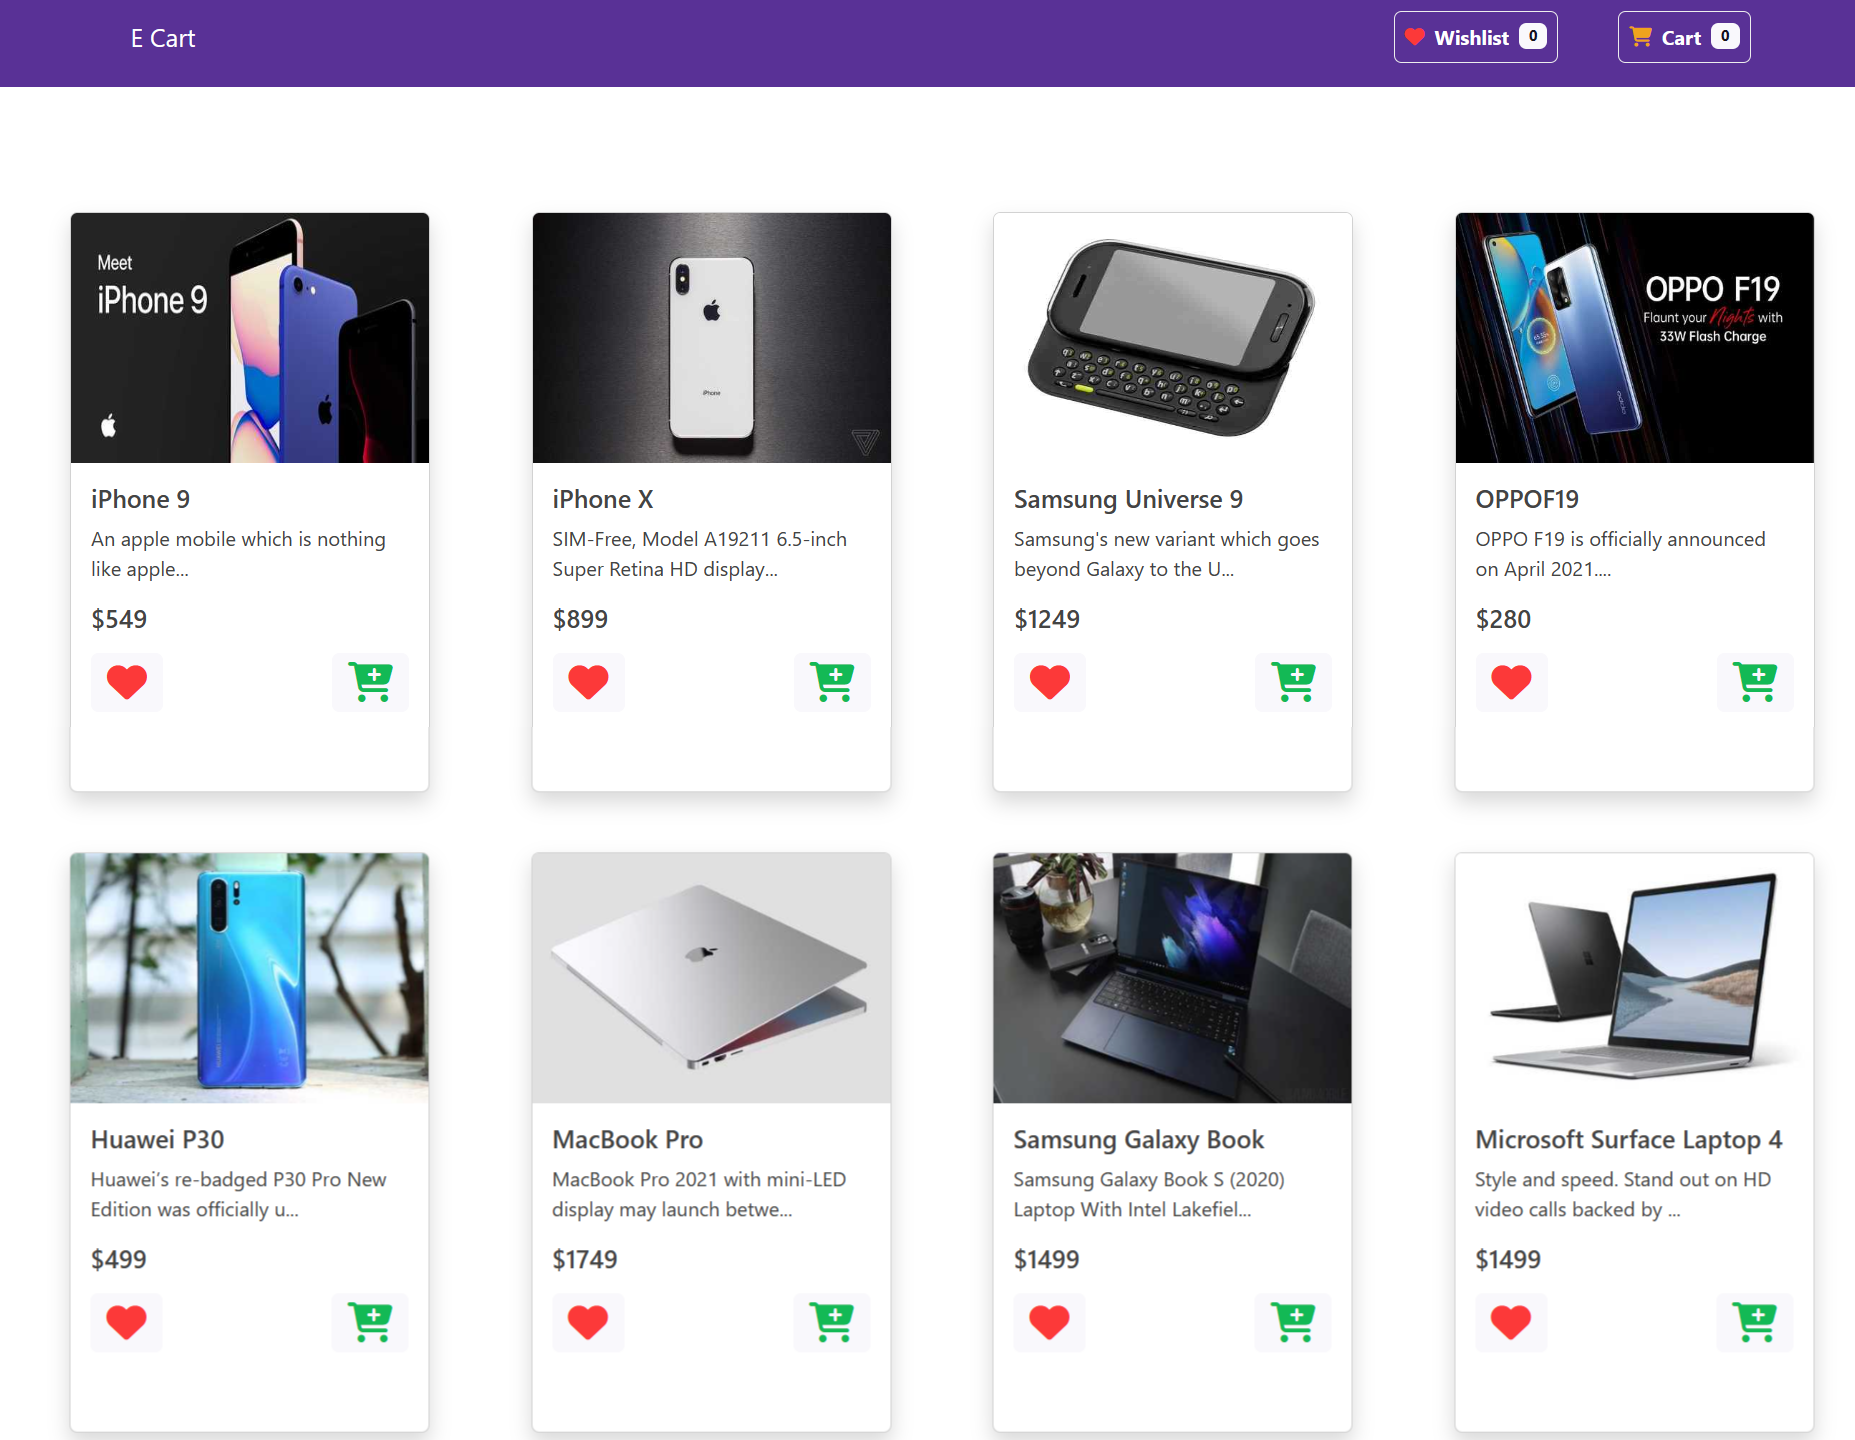 E Cart
Wishlist 0
Cart 0
Meet
iPhone 9
iPhone
OPPO F19
Flaunt your Nights with
33W Flash Charge
iPhone 9
An apple mobile which is nothing
like apple...
$549
iPhone X
SIM-Free, Model A19211 6.5-inch
Super Retina HD display...
$899
Samsung Universe 9
Samsung's new variant which goes
beyond Galaxy to the U...
$1249
OPPOF19
OPPO F19 is officially announced
on April 2021....
$280
Huawei P30
Huawei’s re-badged P30 Pro New
Edition was officially u...
$499
MacBook Pro
MacBook Pro 2021 with mini-LED
display may launch betwe...
$1749
Samsung Galaxy Book
Samsung Galaxy Book S (2020)
Laptop With Intel Lakefiel...
$1499
Microsoft Surface Laptop 4
Style and speed. Stand out on HD
video calls backed by ...
$1499